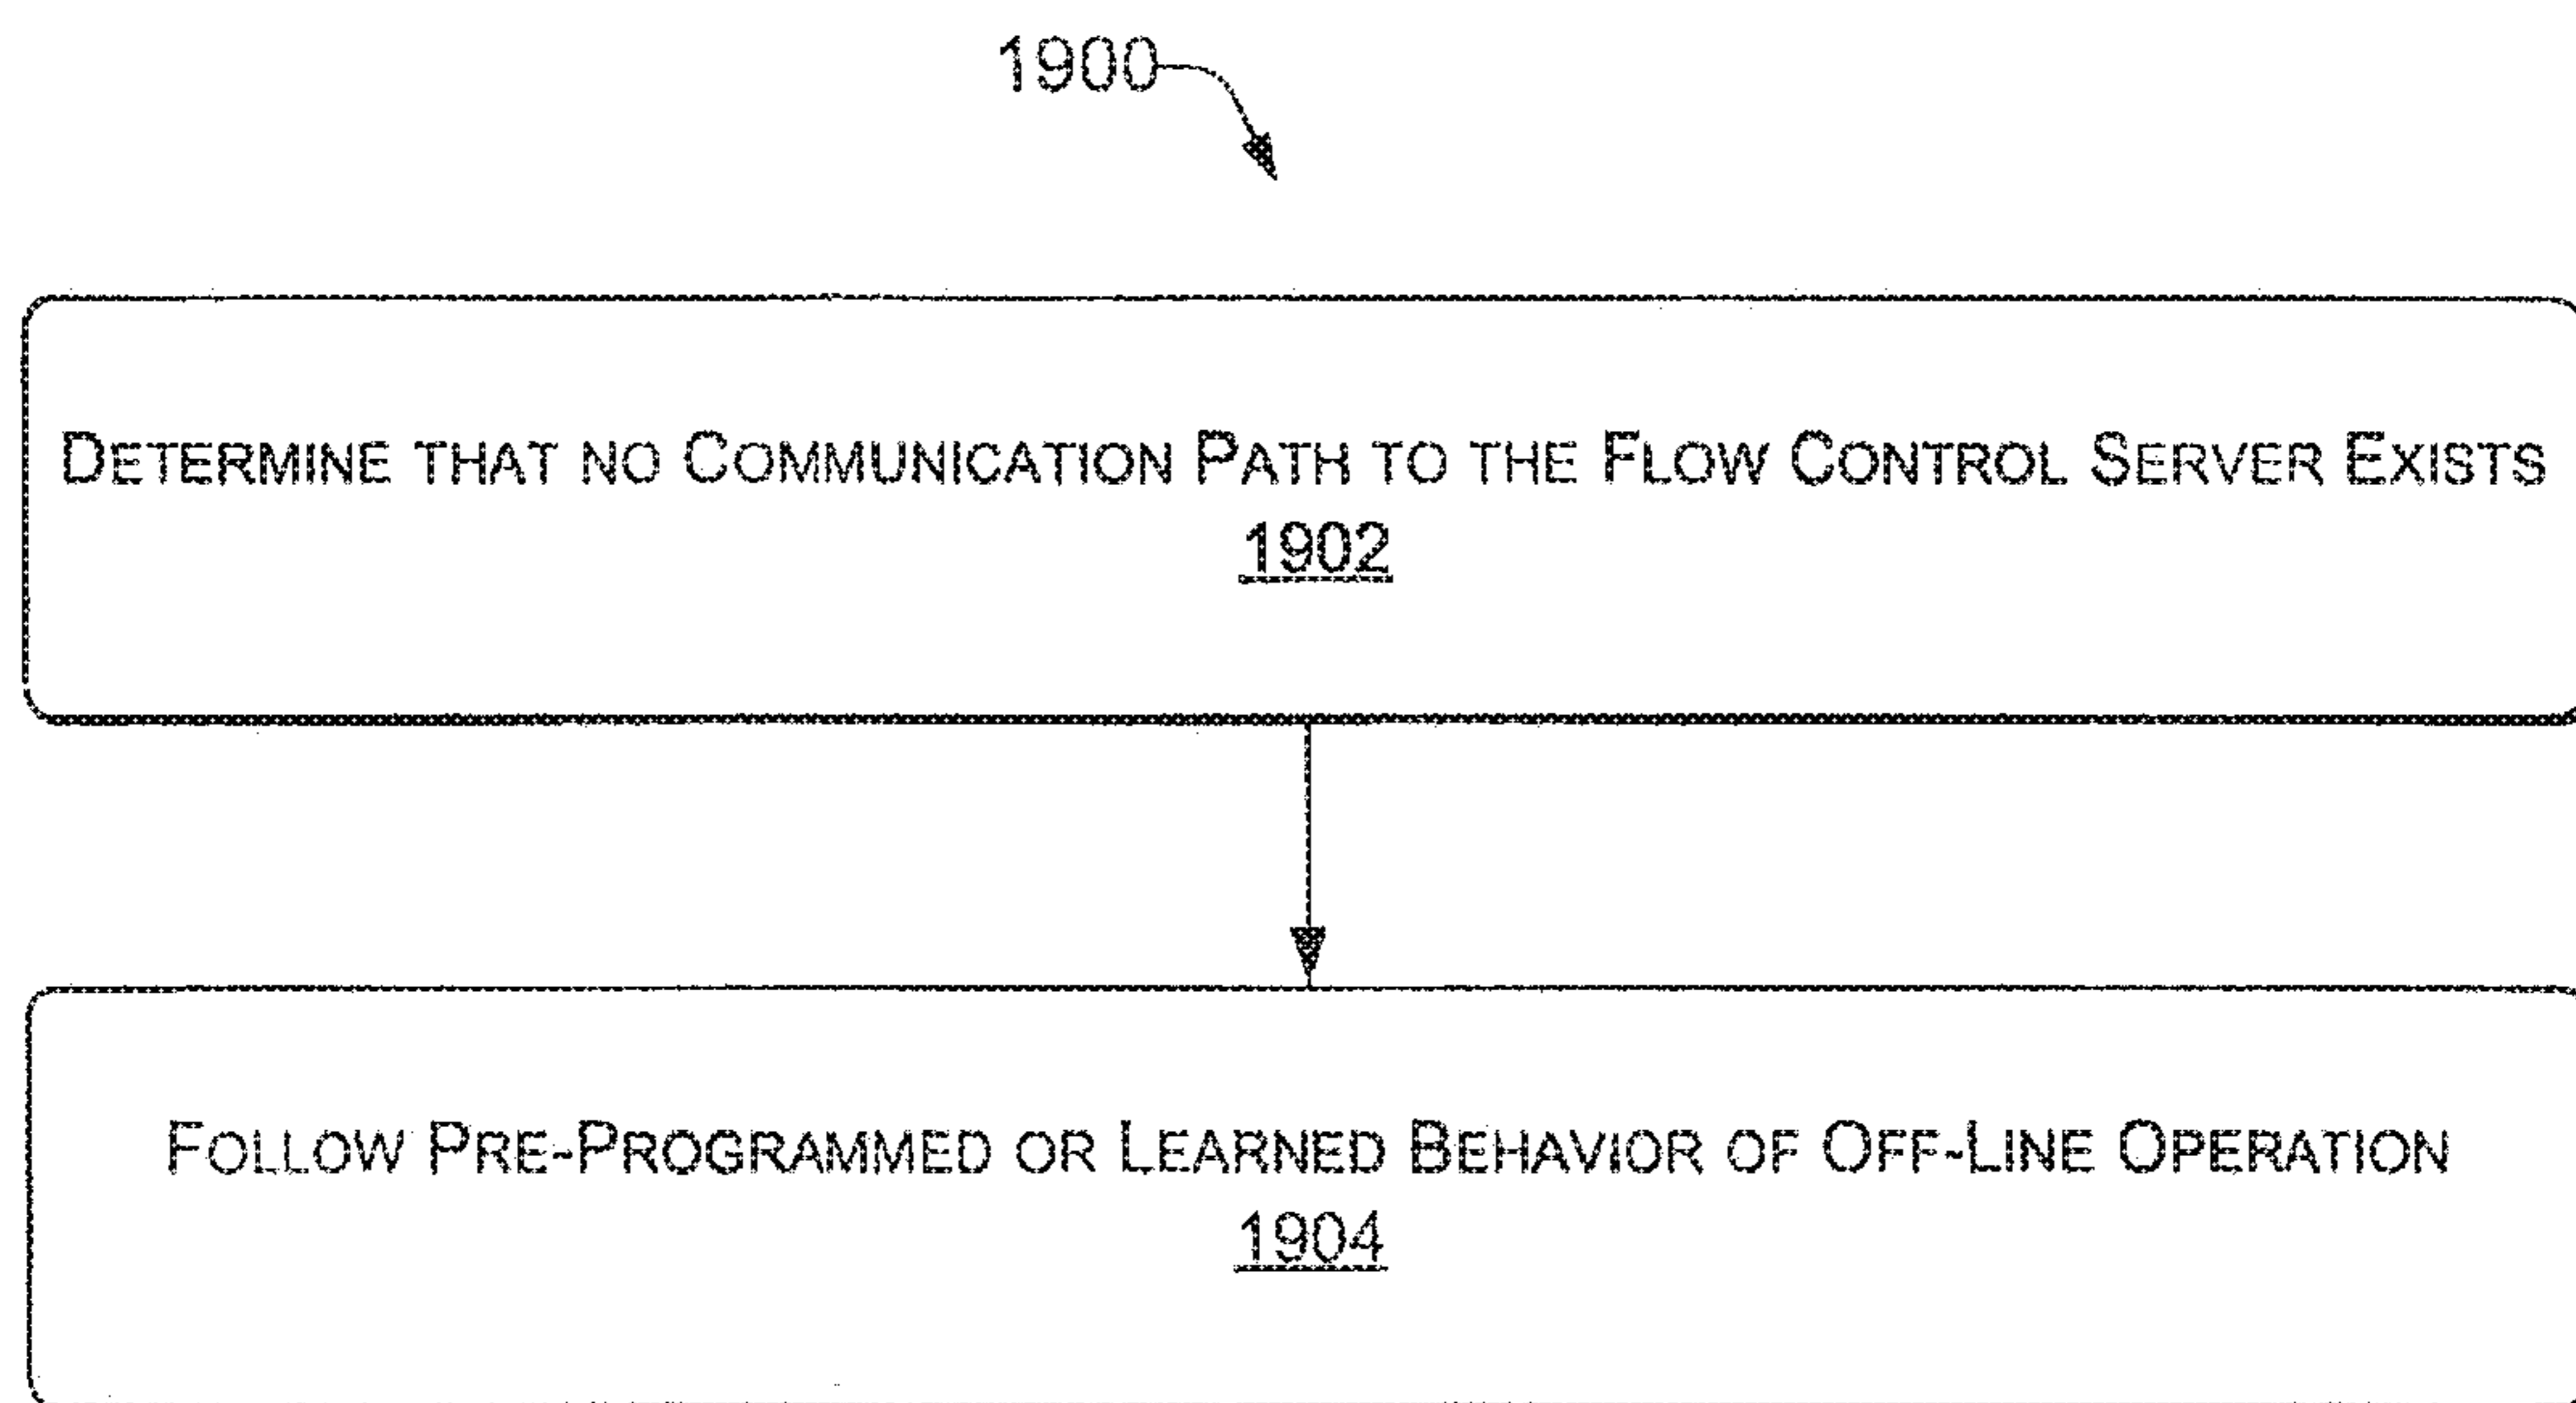 1900
DETERMINE THAT NO COMMUNICATION PATH TO THE FLOW CONTROL SERVER EXISTS
1902
FOLLOW PRE-PROGRAMMED OR LEARNED BEHAVIOR OF OFF-LINE OPERATION
1904